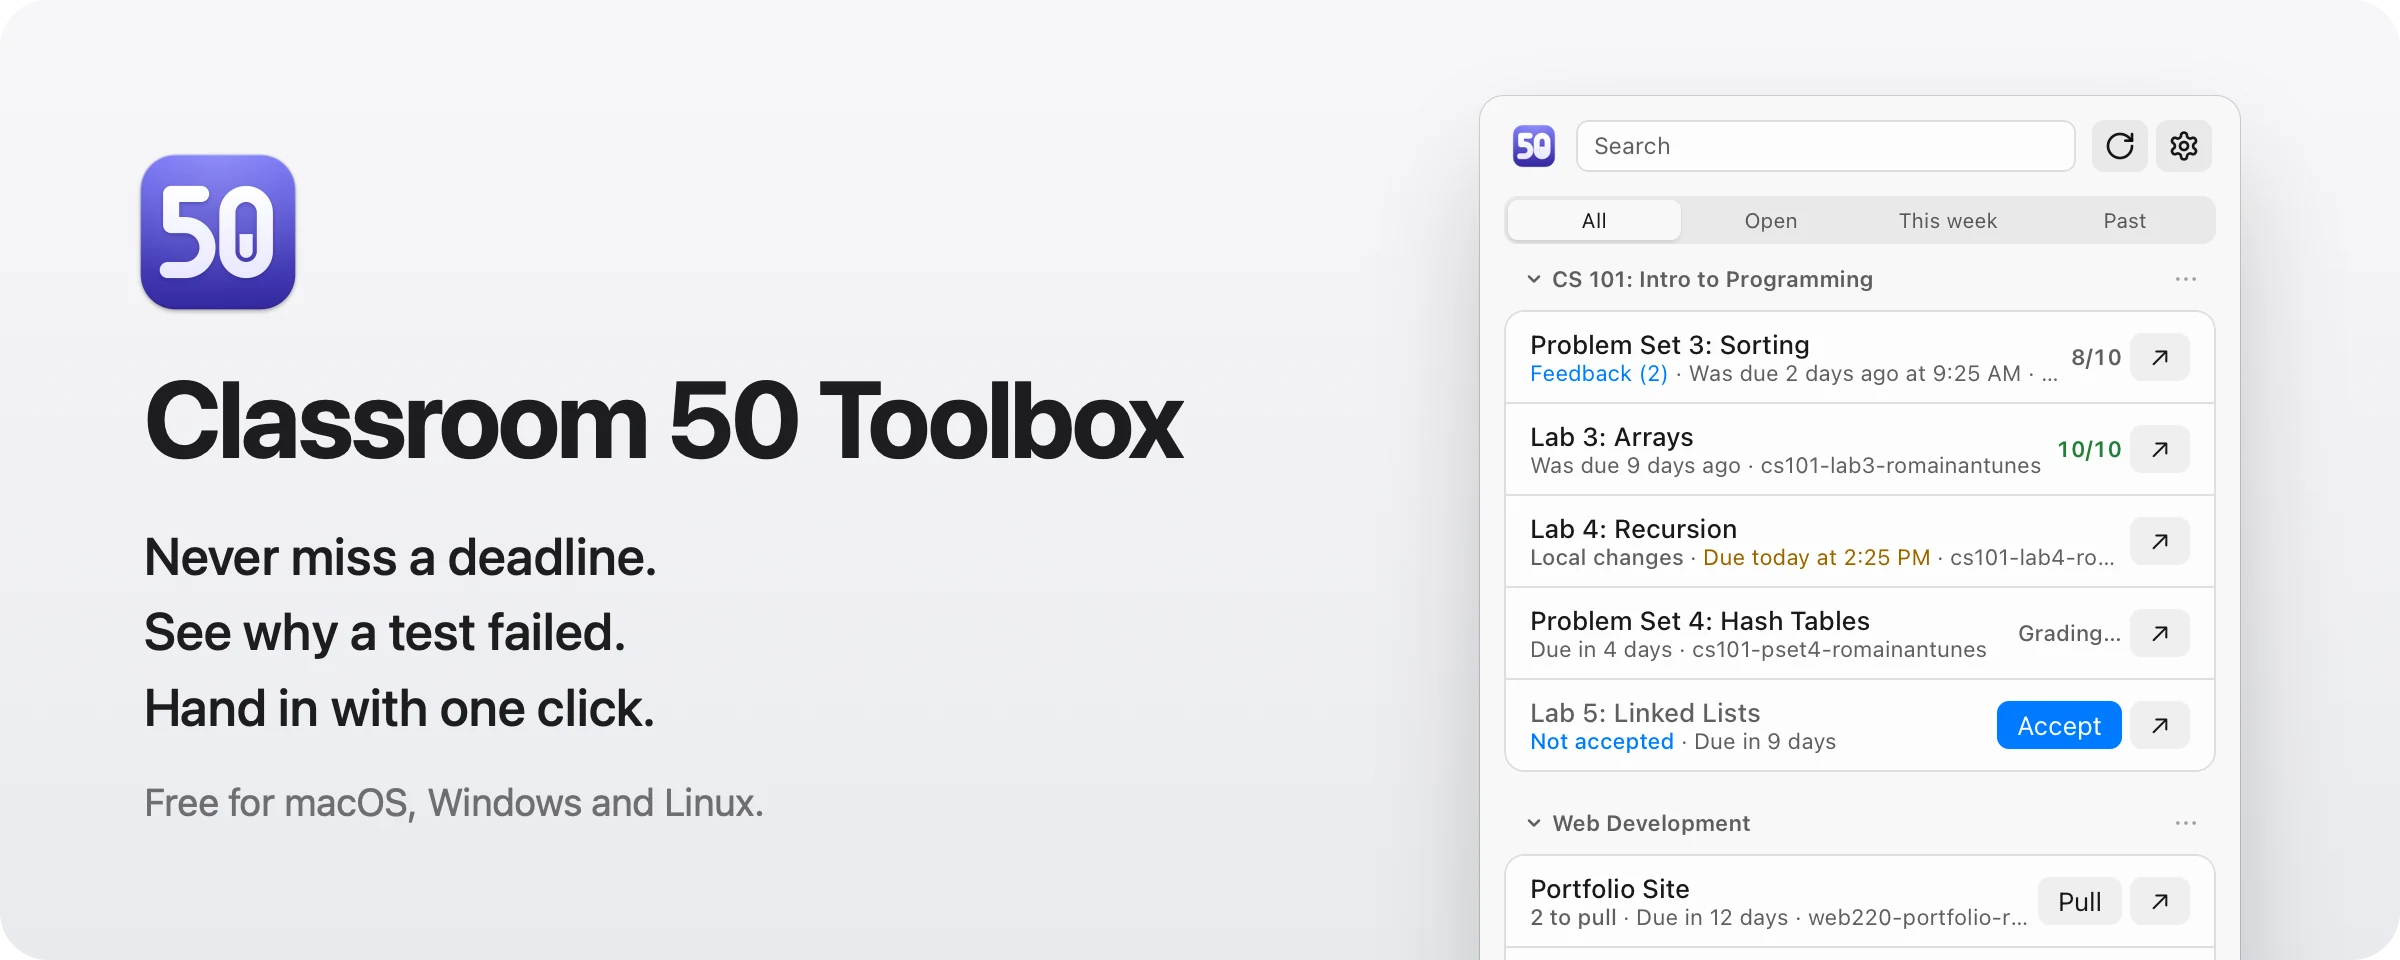 50
Classroom 50 Toolbox
Never miss a deadline.
See why a test failed.
Hand in with one click.
Free for macOS, Windows and Linux.
50 Search
All Open This week Past
CS 101: Intro to Programming ...
Problem Set 3: Sorting
Feedback (2) · Was due 2 days ago at 9:25 AM · ...
8/10
Lab 3: Arrays
Was due 9 days ago · cs101-lab3-romainantunes
10/10
Lab 4: Recursion
Local changes · Due today at 2:25 PM · cs101-lab4-ro...
Problem Set 4: Hash Tables
Due in 4 days · cs101-pset4-romainantunes
Grading...
Lab 5: Linked Lists
Not accepted · Due in 9 days
Accept
Web Development ...
Portfolio Site
2 to pull · Due in 12 days · web220-portfolio-r...
Pull